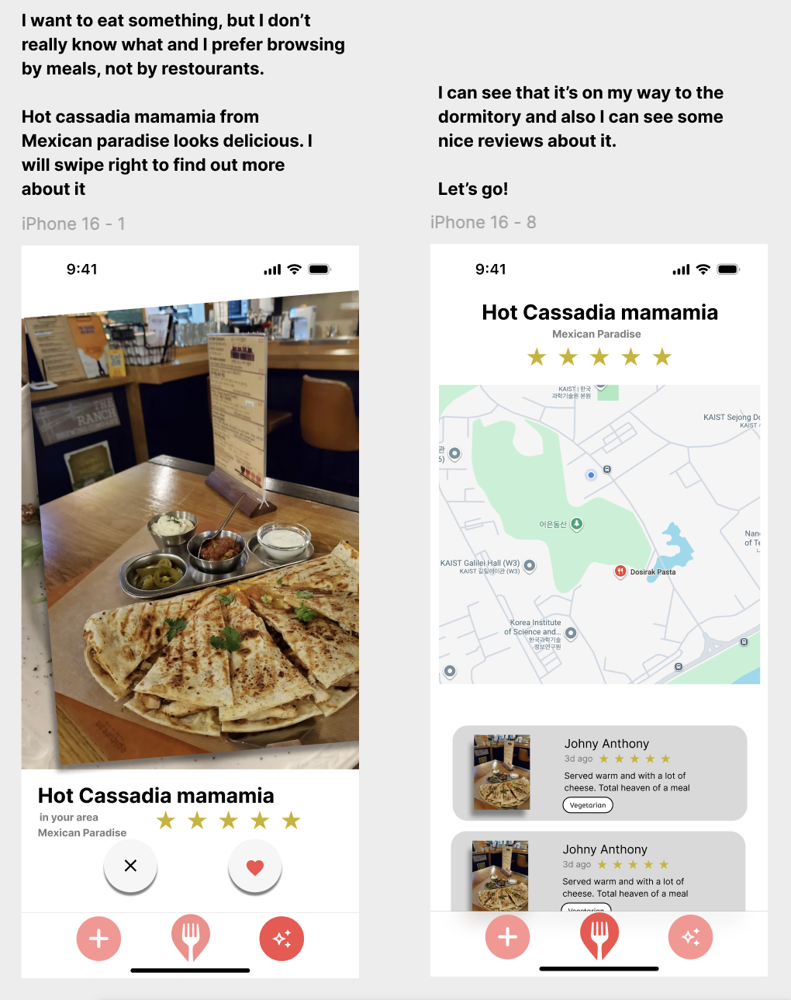 I want to eat something, but I don't
really know what and I prefer browsing
by meals, not by restourants.
Hot cassadia mamamia from
Mexican paradise looks delicious. I
will swipe right to find out more
about it
iPhone 16 - 1
9:41
THE
RANCH
Hot Cassadia mamamia
in your area
Mexican Paradise
I can see that it's on my way to the
dormitory and also I can see some
nice reviews about it.
Let's go!
iPhone 16 - 8
9:41
Hot Cassadia mamamia
Mexican Paradise
KAIST | 한국
과학기술원 본원
KAIST Sejong Do
KAIST
관
6)
어은동산
KAIST Galilei Hall (W3)
KAIST 갈릴레이관 (W3)
Nan
of Te
Dosirak Pasta
Korea Institute
of Science and...
한국과학기술
정보연구원
Johny Anthony
3d ago
Served warm and with a lot of
cheese. Total heaven of a meal
Vegetarian
Johny Anthony
3d ago
Served warm and with a lot of
cheese. Total heaven of a meal
Vegetarian